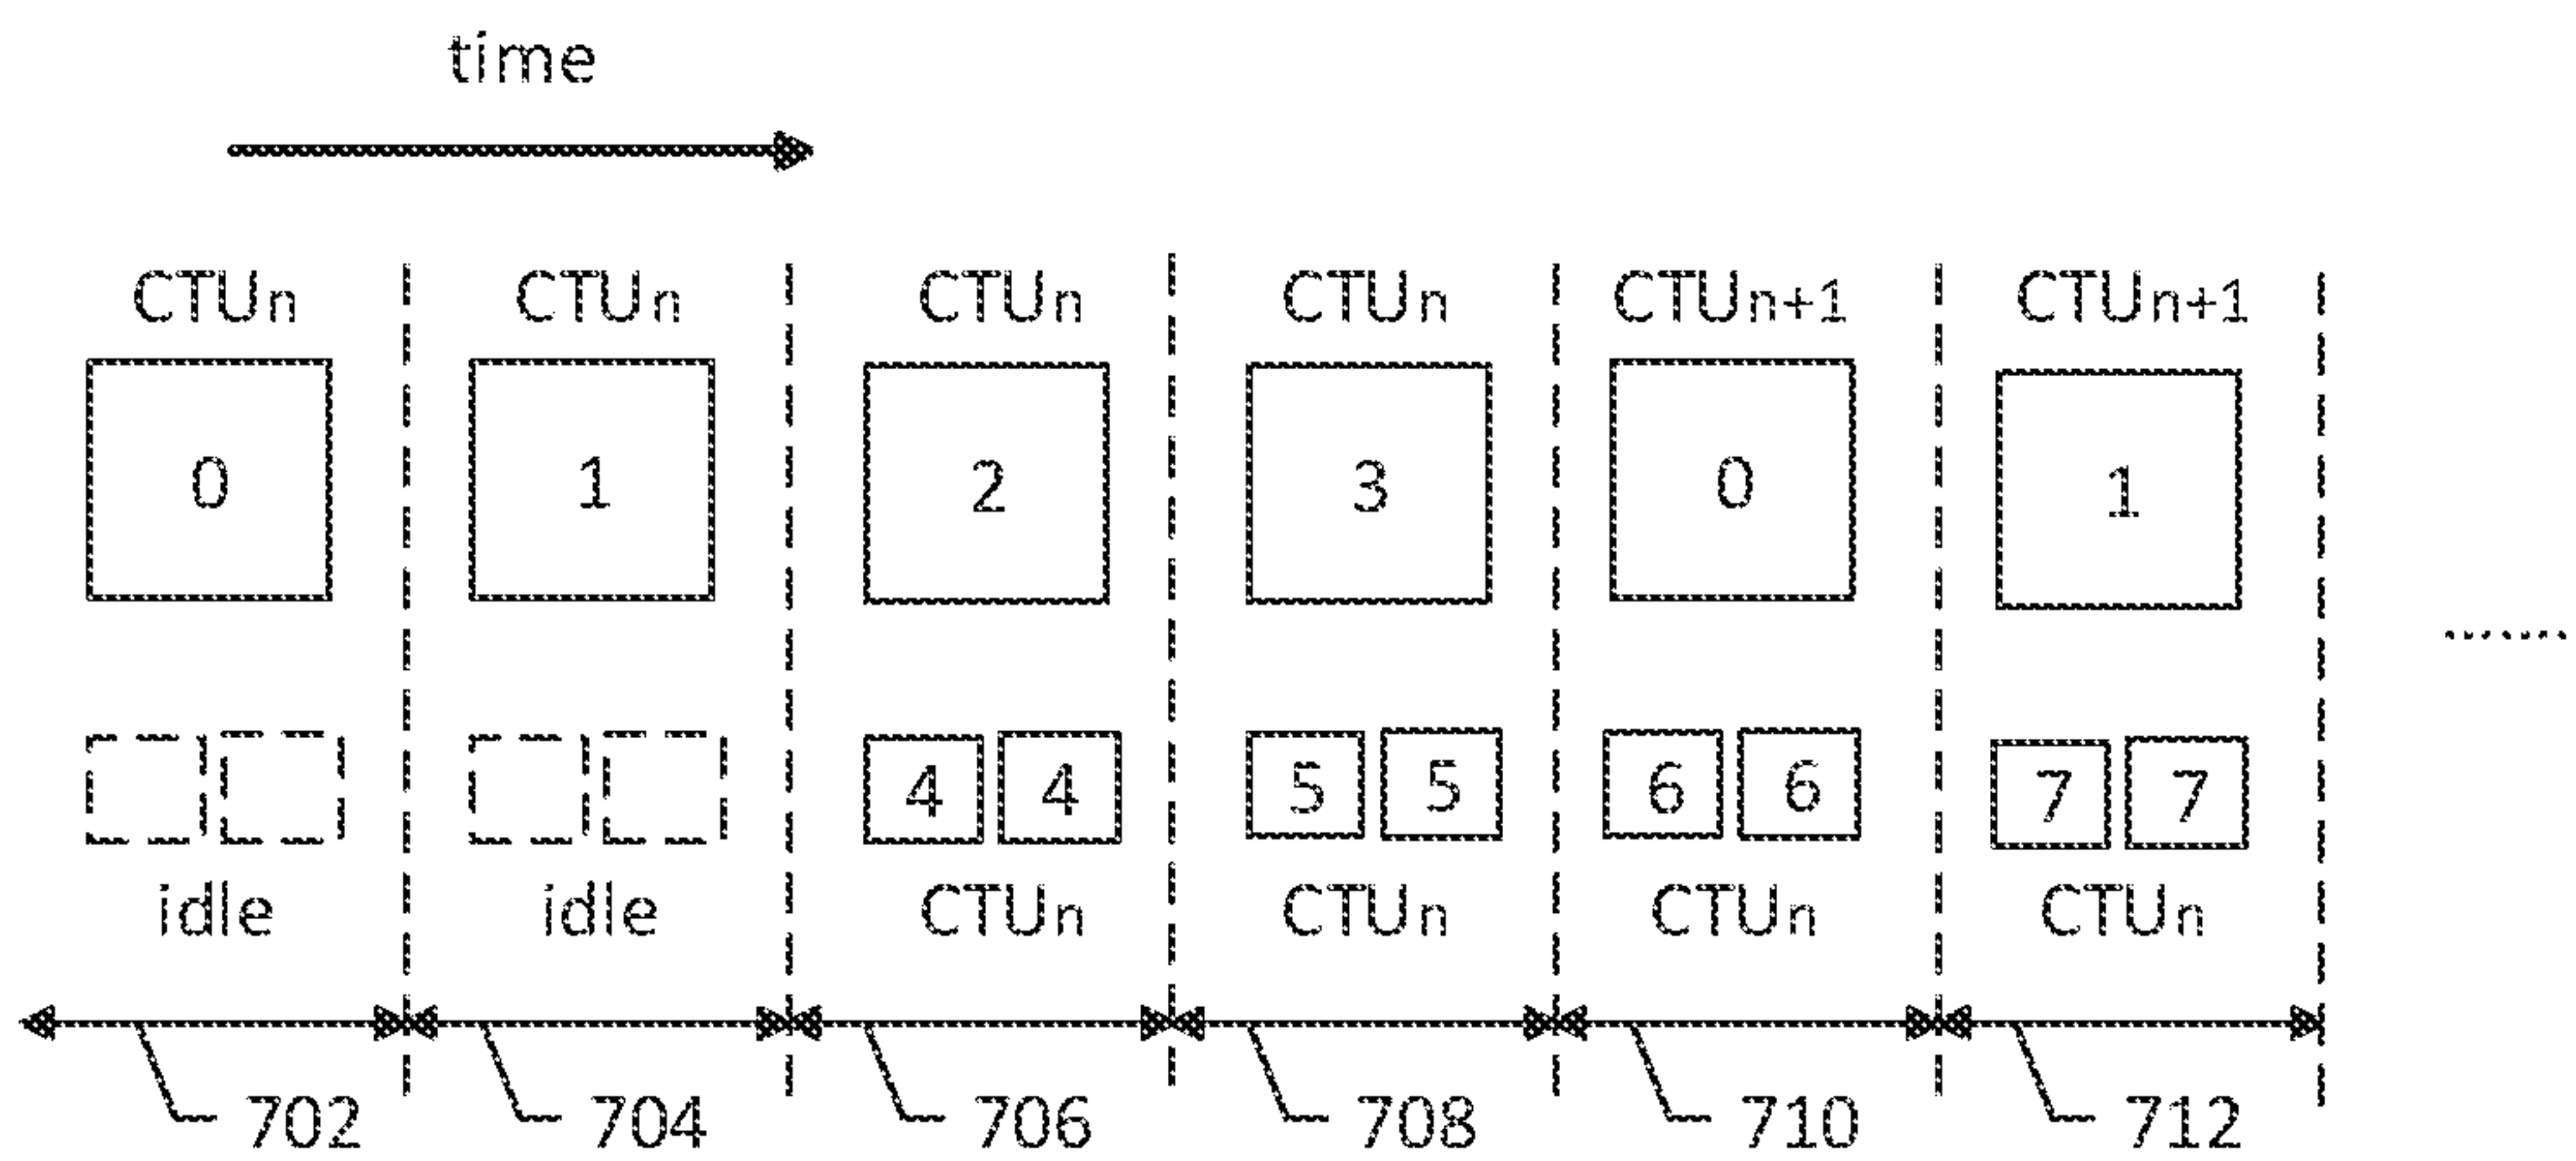 time
CTUn CTUn CTUn CTUn CTUn+1 CTUn+1
0 1 2 3 0 1
.......
4 4 5 5 6 6 7 7
idle idle CTUn CTUn CTUn CTUn
702 704 706 708 710 712